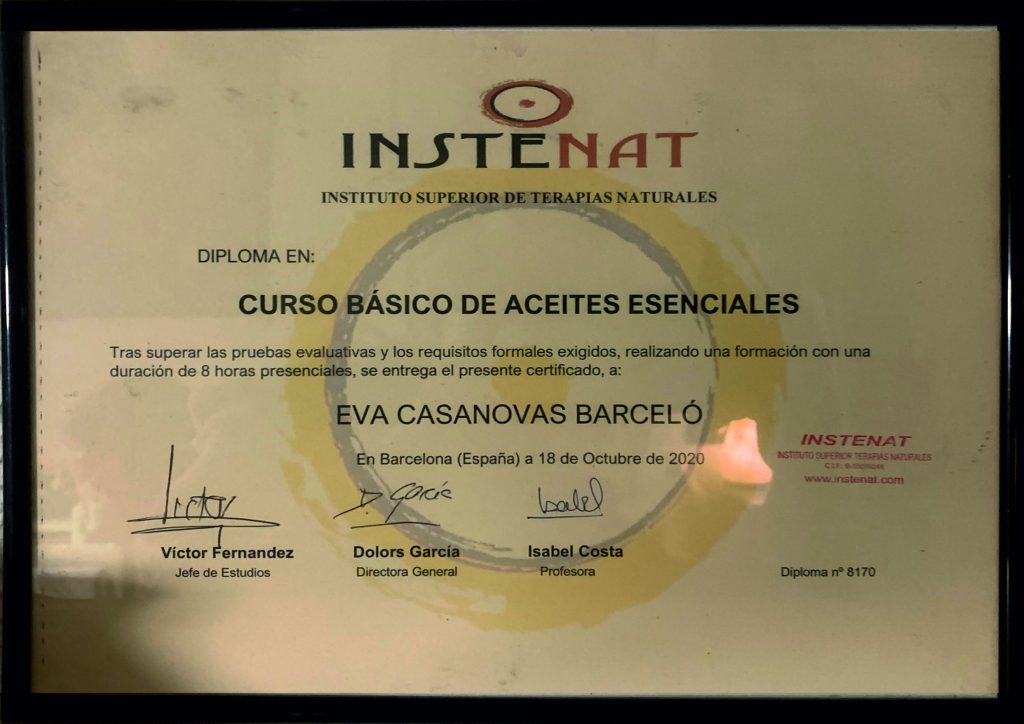 INSTENAT
INSTITUTO SUPERIOR DE TERAPIAS NATURALES
DIPLOMA EN:
CURSO BÁSICO DE ACEITES ESENCIALES
Tras superar las pruebas evaluativas y los requisitos formales exigidos, realizando una formación con una
duración de 8 horas presenciales, se entrega el presente certificado, a:
EVA CASANOVAS BARCELÓ
En Barcelona (España) a 18 de Octubre de 2020
INSTENAT
INSTITUTO SUPERIOR TERAPIAS NATURALES
C.I.F.:
www.instenat.com
Victor
D. García
Isabel
Víctor Fernandez
Dolors García
Isabel Costa
Jefe de Estudios
Directora General
Profesora
Diploma nº 8170